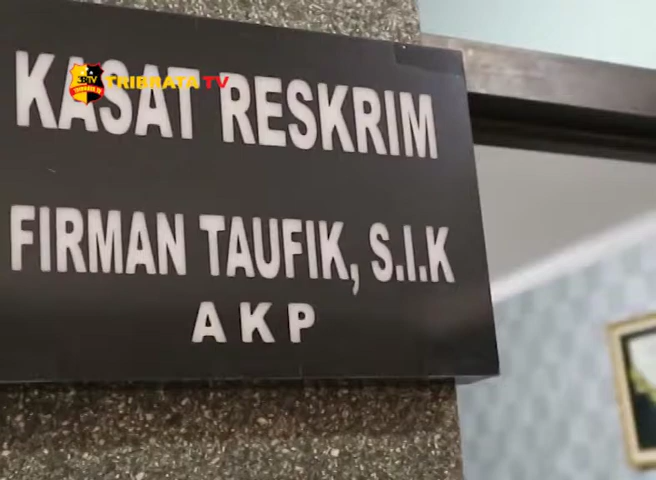 KASAT RESKRIM
TRIBRATA TV
FIRMAN TAUFIK, S.I.K
AKP